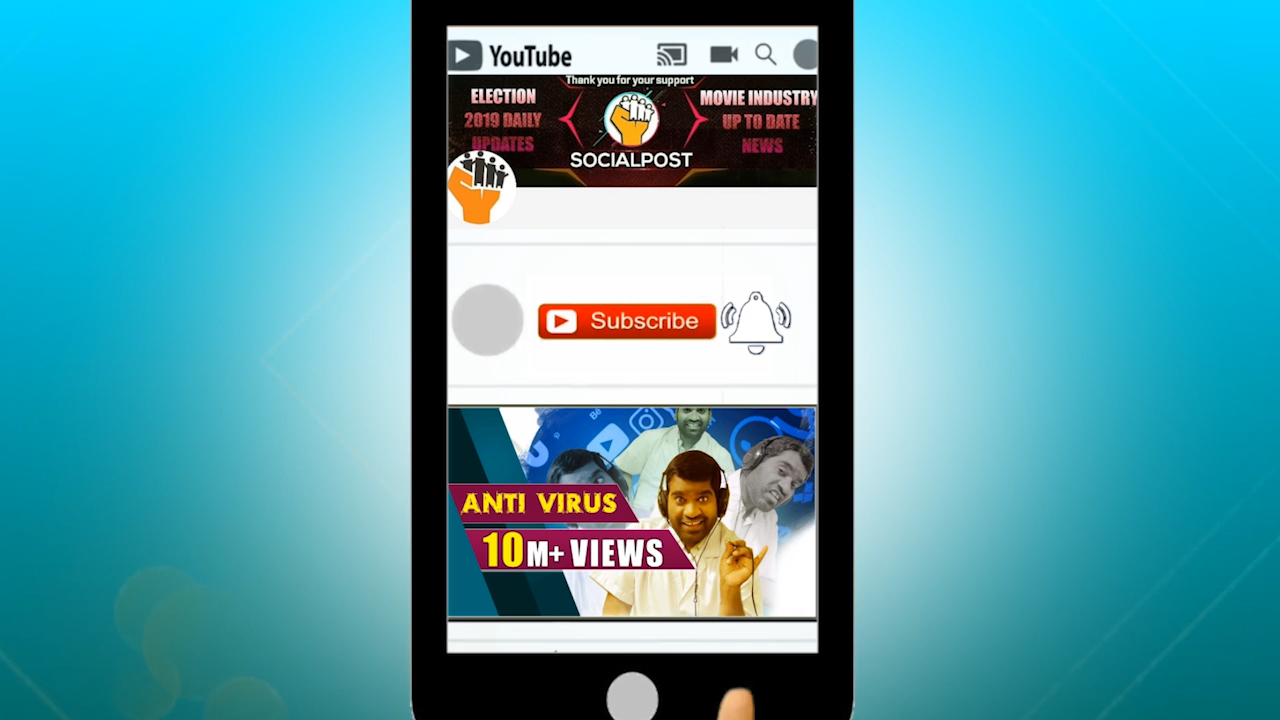 YouTube
Thank you for your support
ELECTION
2019 DAILY
UPDATES
MOVIE INDUSTRY
UP TO DATE
NEWS
SOCIALPOST
Subscribe
Bē
ANTI VIRUS
10M+ VIEWS